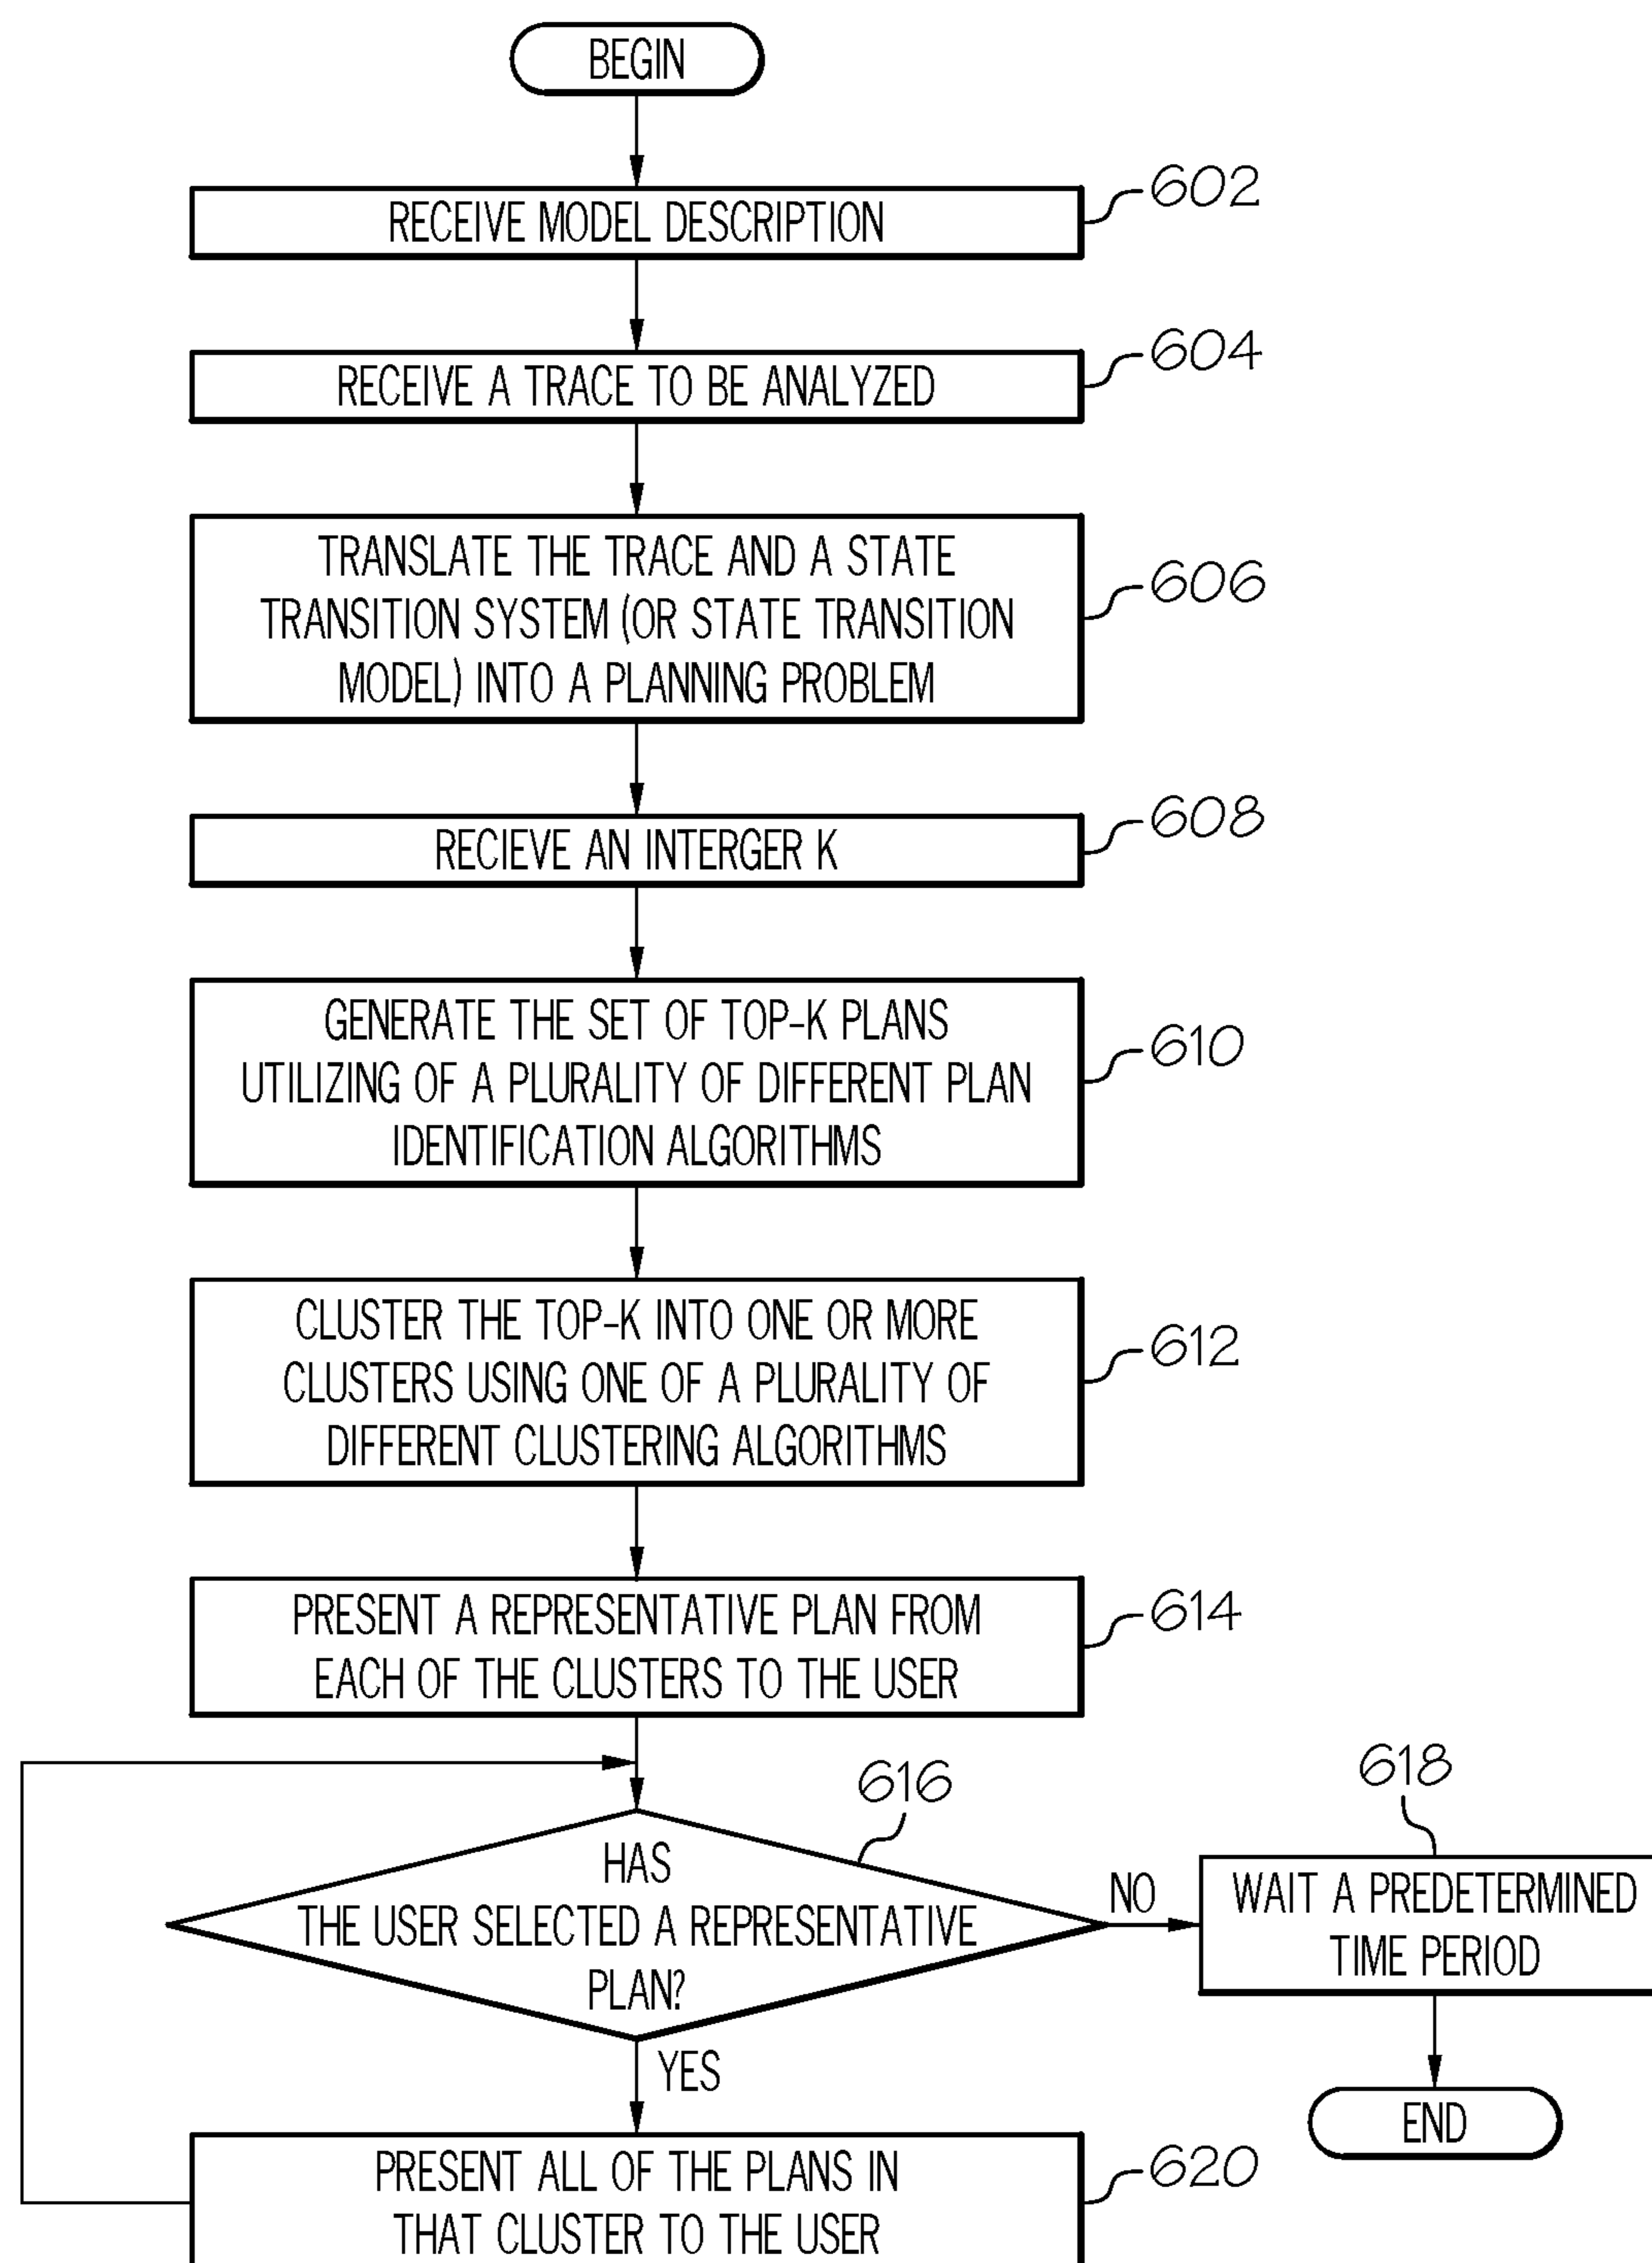 BEGIN
RECEIVE MODEL DESCRIPTION
602
RECEIVE A TRACE TO BE ANALYZED
604
TRANSLATE THE TRACE AND A STATE
TRANSITION SYSTEM (OR STATE TRANSITION
MODEL) INTO A PLANNING PROBLEM
606
RECIEVE AN INTERGER K
608
GENERATE THE SET OF TOP-K PLANS
UTILIZING OF A PLURALITY OF DIFFERENT PLAN
IDENTIFICATION ALGORITHMS
610
CLUSTER THE TOP-K INTO ONE OR MORE
CLUSTERS USING ONE OF A PLURALITY OF
DIFFERENT CLUSTERING ALGORITHMS
612
PRESENT A REPRESENTATIVE PLAN FROM
EACH OF THE CLUSTERS TO THE USER
614
HAS
THE USER SELECTED A REPRESENTATIVE
PLAN?
616
NO
618
WAIT A PREDETERMINED
TIME PERIOD
YES
END
PRESENT ALL OF THE PLANS IN
THAT CLUSTER TO THE USER
620